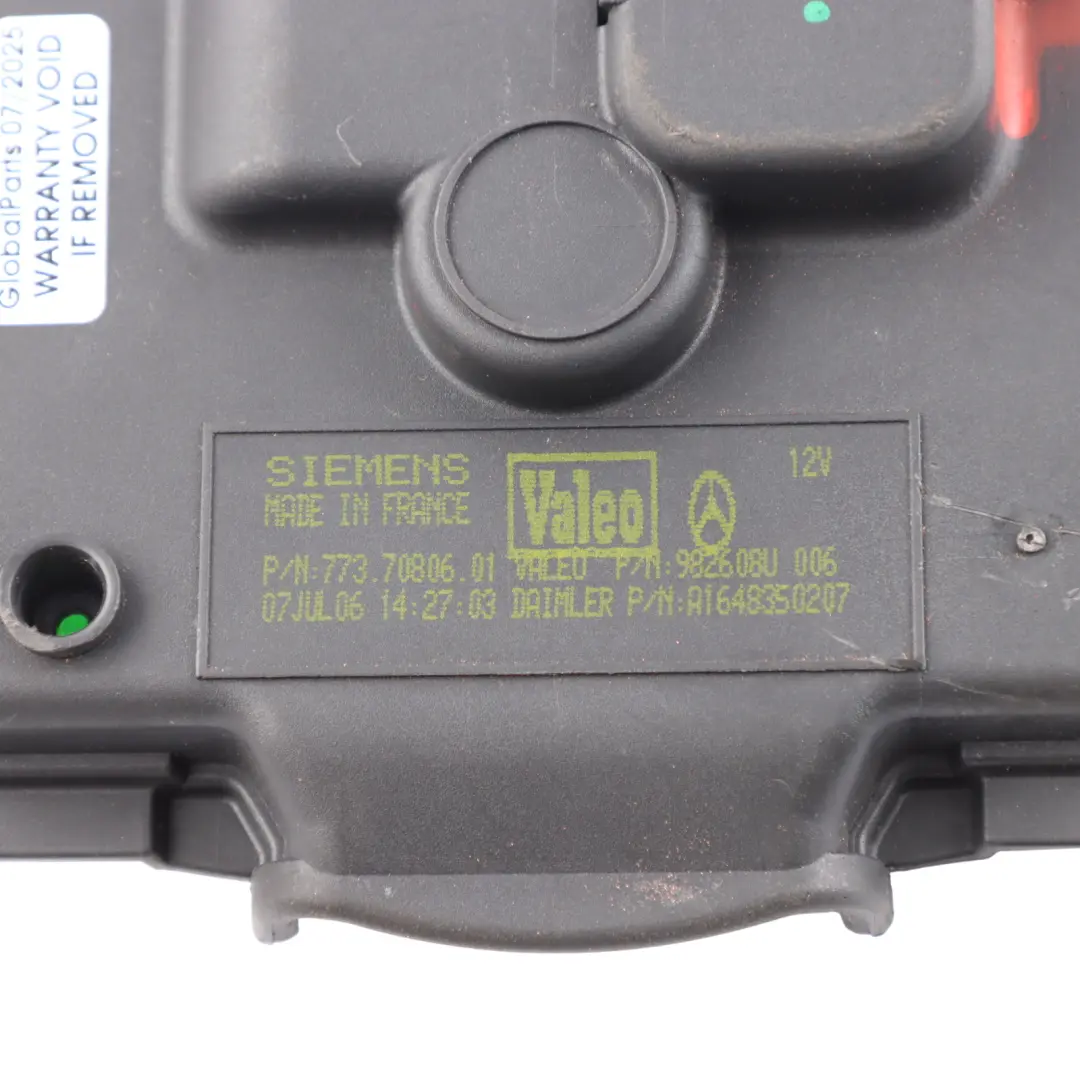 GlobalParts 07/2025
WARRANTY VOID
IF REMOVED
SIEMENS
MADE IN FRANCE
Valeo
12V
P/N:773.70806.01 VALEO P/N:982608U 006
07JUL06 14:27:03 DAIMLER P/N:A1648350207